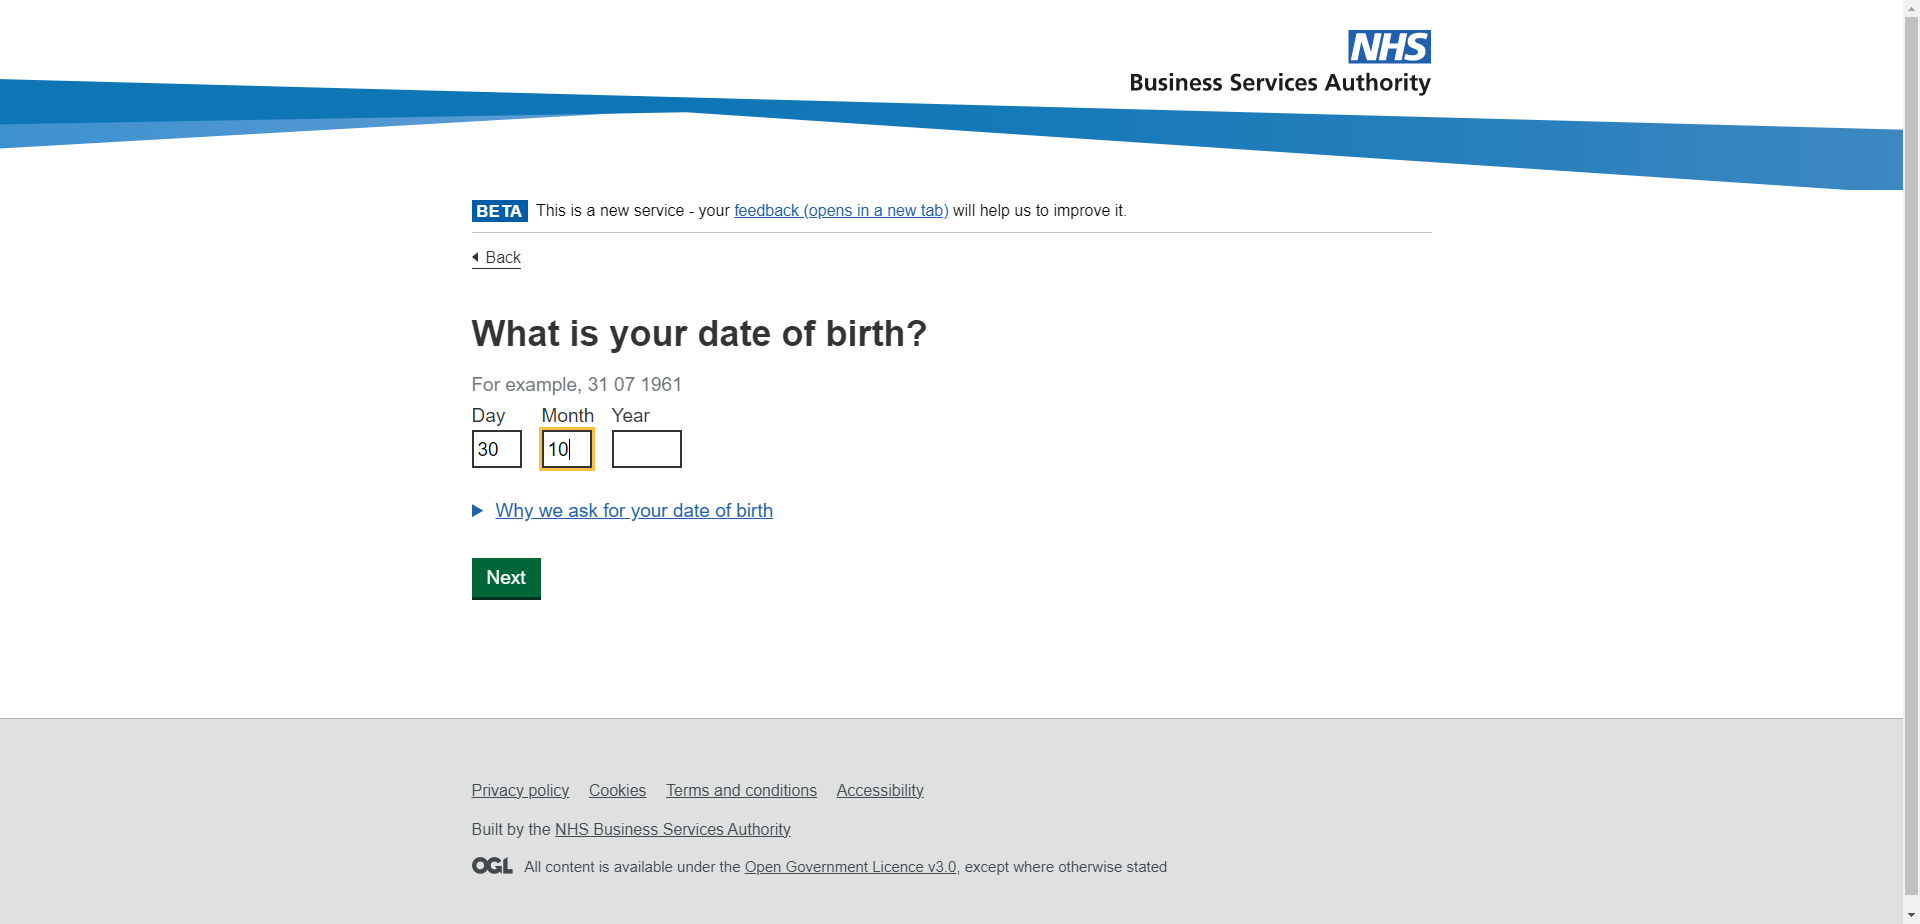 NHS
Business Services Authority
BETA This is a new service - your feedback (opens in a new tab) will help us to improve it.
Back
What is your date of birth?
For example, 31 07 1961
Day Month Year
30 10
Why we ask for your date of birth
Next
Privacy policy Cookies Terms and conditions Accessibility
Built by the NHS Business Services Authority
OGL All content is available under the Open Government Licence v3.0, except where otherwise stated